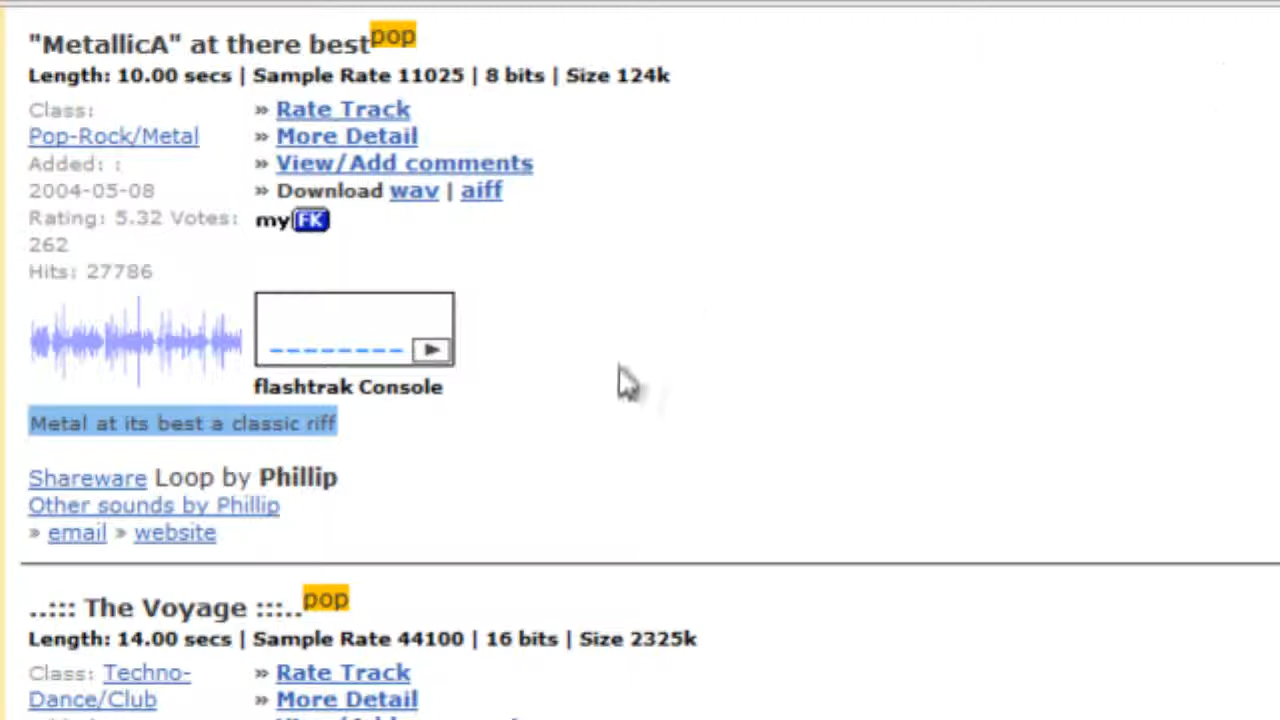 "MetallicA" at there best pop
Length: 10.00 secs | Sample Rate 11025 | 8 bits | Size 124k
Class:
Pop-Rock/Metal
Added: :
2004-05-08
Rating: 5.32 Votes:
262
Hits: 27786
» Rate Track
» More Detail
» View/Add comments
» Download wav | aiff
my FK
flashtrak Console
Metal at its best a classic riff
Shareware Loop by Phillip
Other sounds by Phillip
» email » website
..::: The Voyage :::.. pop
Length: 14.00 secs | Sample Rate 44100 | 16 bits | Size 2325k
Class: Techno-
Dance/Club
» Rate Track
» More Detail